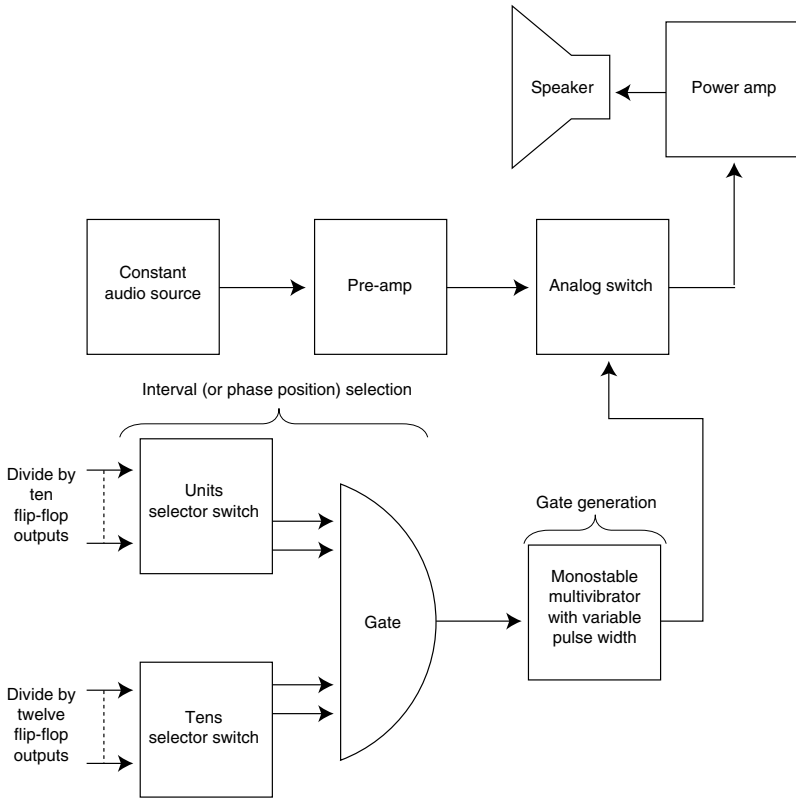 Speaker
Power amp
Constant
audio source
Pre-amp
Analog switch
Interval (or phase position) selection
Divide by
ten
flip-flop
outputs
Units
selector switch
Gate generation
Monostable
multivibrator
with variable
pulse width
Gate
Divide by
twelve
flip-flop
outputs
Tens
selector switch